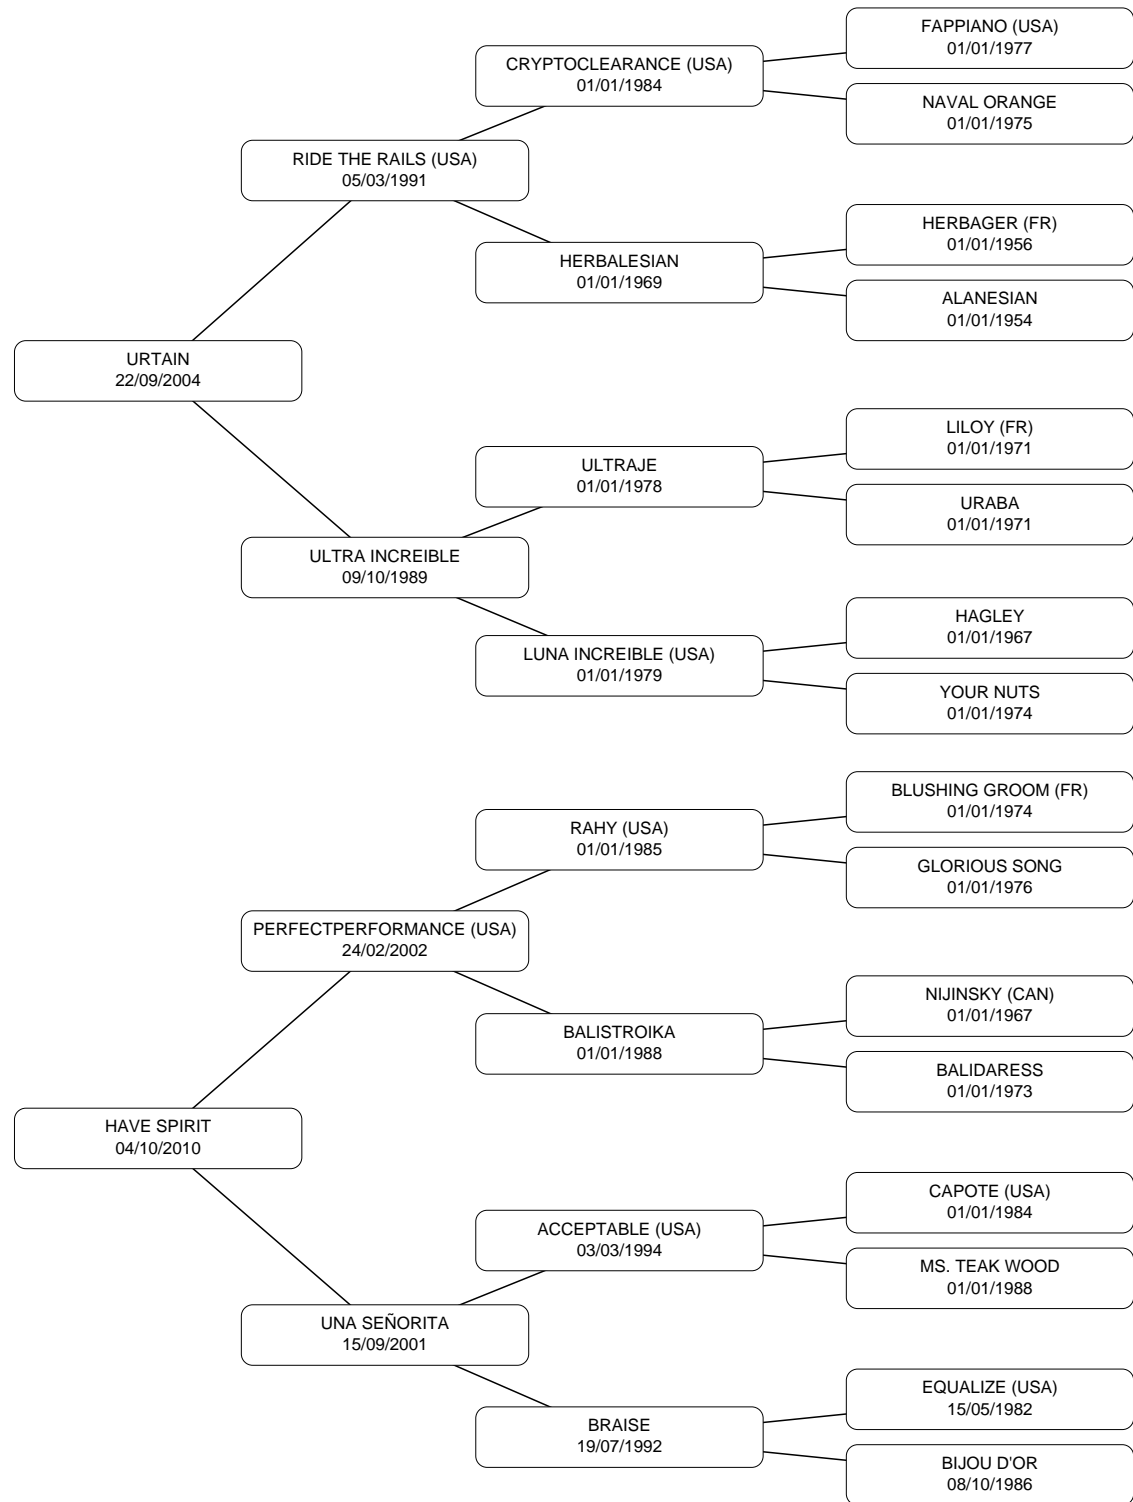 FAPPIANO (USA)
01/01/1977
CRYPTOCLEARANCE (USA)
01/01/1984
NAVAL ORANGE
01/01/1975
RIDE THE RAILS (USA)
05/03/1991
HERBAGER (FR)
01/01/1956
HERBALESIAN
01/01/1969
ALANESIAN
01/01/1954
URTAIN
22/09/2004
LILOY (FR)
01/01/1971
ULTRAJE
01/01/1978
URABA
01/01/1971
ULTRA INCREIBLE
09/10/1989
HAGLEY
01/01/1967
LUNA INCREIBLE (USA)
01/01/1979
YOUR NUTS
01/01/1974
BLUSHING GROOM (FR)
01/01/1974
RAHY (USA)
01/01/1985
GLORIOUS SONG
01/01/1976
PERFECTPERFORMANCE (USA)
24/02/2002
NIJINSKY (CAN)
01/01/1967
BALISTROIKA
01/01/1988
BALIDARESS
01/01/1973
HAVE SPIRIT
04/10/2010
CAPOTE (USA)
01/01/1984
ACCEPTABLE (USA)
03/03/1994
MS. TEAK WOOD
01/01/1988
UNA SEÑORITA
15/09/2001
EQUALIZE (USA)
15/05/1982
BRAISE
19/07/1992
BIJOU D'OR
08/10/1986